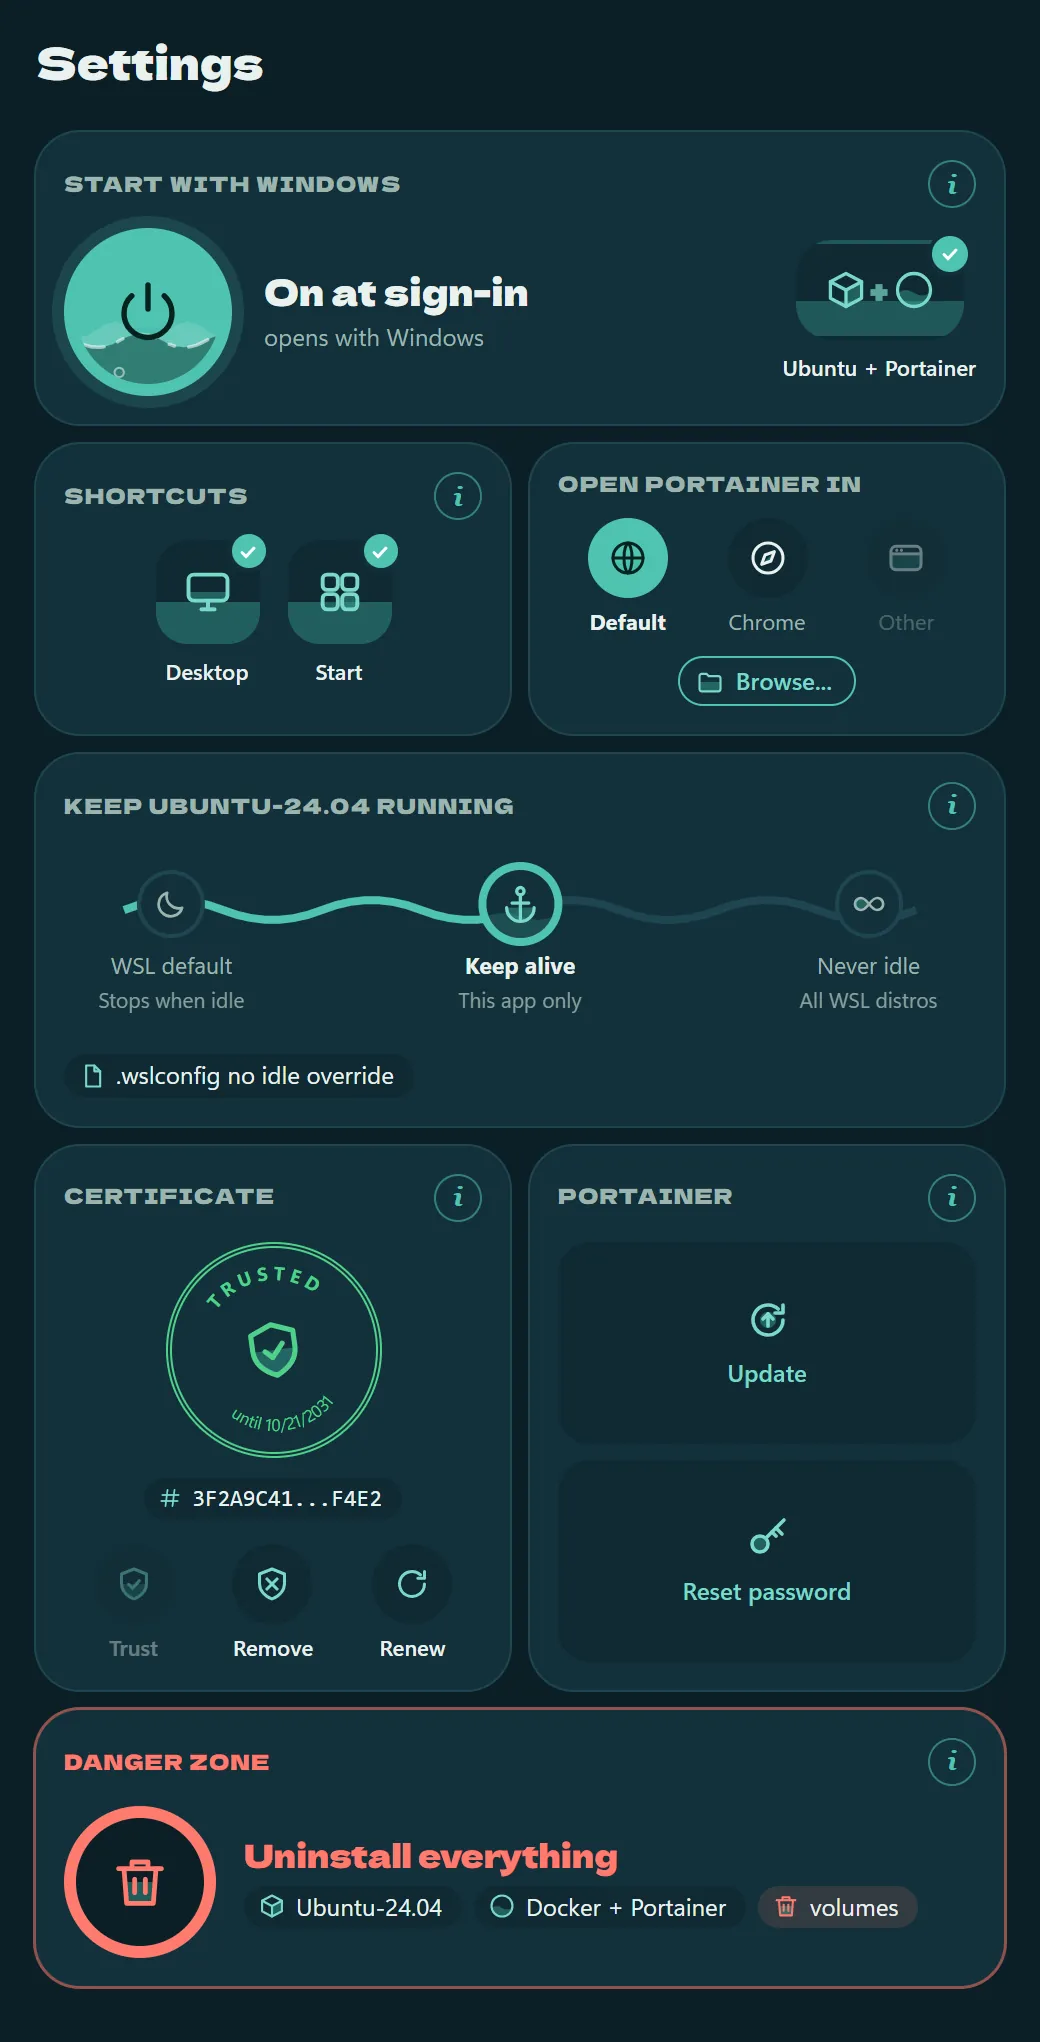 Settings
START WITH WINDOWS
i
On at sign-in
opens with Windows
Ubuntu + Portainer
SHORTCUTS
i
Desktop
Start
OPEN PORTAINER IN
Default
Chrome
Other
Browse...
KEEP UBUNTU-24.04 RUNNING
i
WSL default
Stops when idle
Keep alive
This app only
Never idle
All WSL distros
.wslconfig no idle override
CERTIFICATE
i
TRUSTED
until 10/21/2031
# 3F2A9C41...F4E2
Trust
Remove
Renew
PORTAINER
i
Update
Reset password
DANGER ZONE
i
Uninstall everything
Ubuntu-24.04
Docker + Portainer
volumes